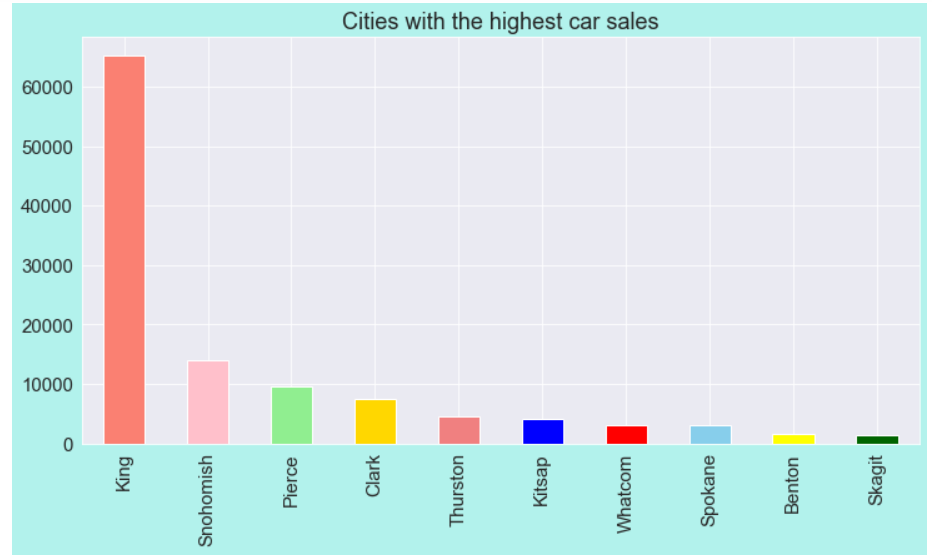 Cities with the highest car sales
60000
50000
40000
30000
20000
10000
0
King
Snohomish
Pierce
Clark
Thurston
Kitsap
Whatcom
Spokane
Benton
Skagit